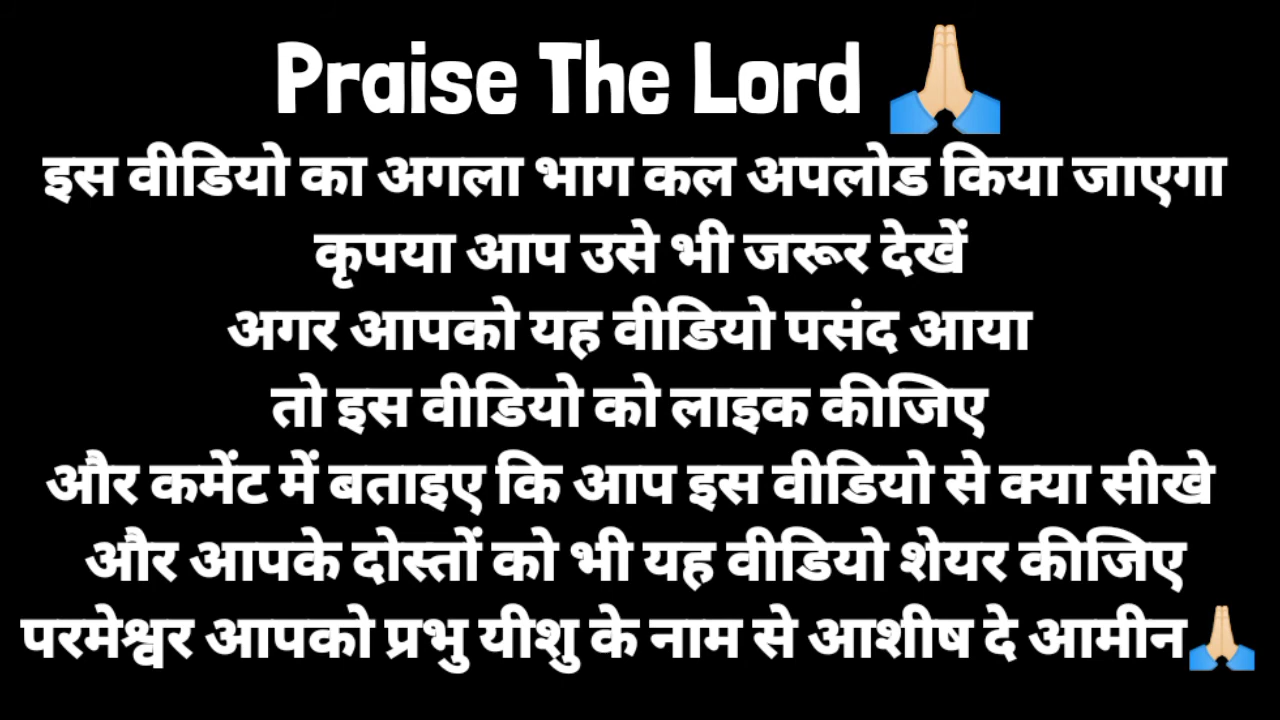 Praise The Lord 🙏🏻
इस वीडियो का अगला भाग कल अपलोड किया जाएगा
कृपया आप उसे भी जरूर देखें
अगर आपको यह वीडियो पसंद आया
तो इस वीडियो को लाइक कीजिए
और कमेंट में बताइए कि आप इस वीडियो से क्या सीखे
और आपके दोस्तों को भी यह वीडियो शेयर कीजिए
परमेश्वर आपको प्रभु यीशु के नाम से आशीष दे आमीन🙏🏻